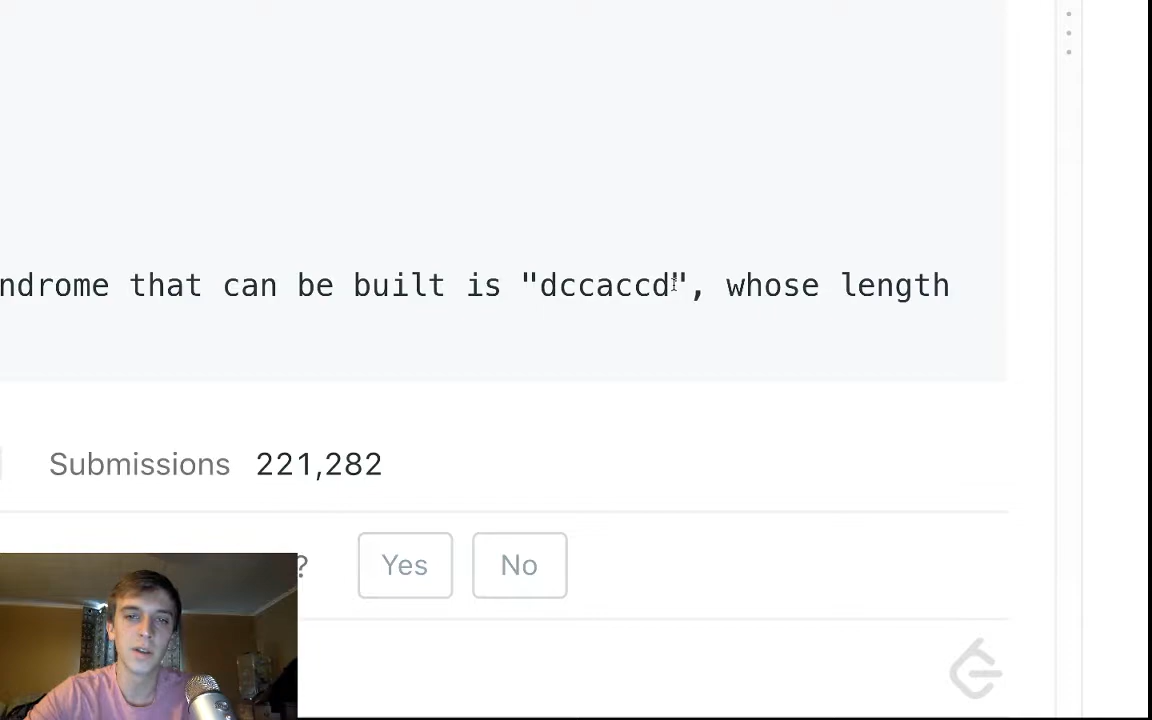 ndrome that can be built is "dccaccd", whose length
Submissions 221,282
? Yes No